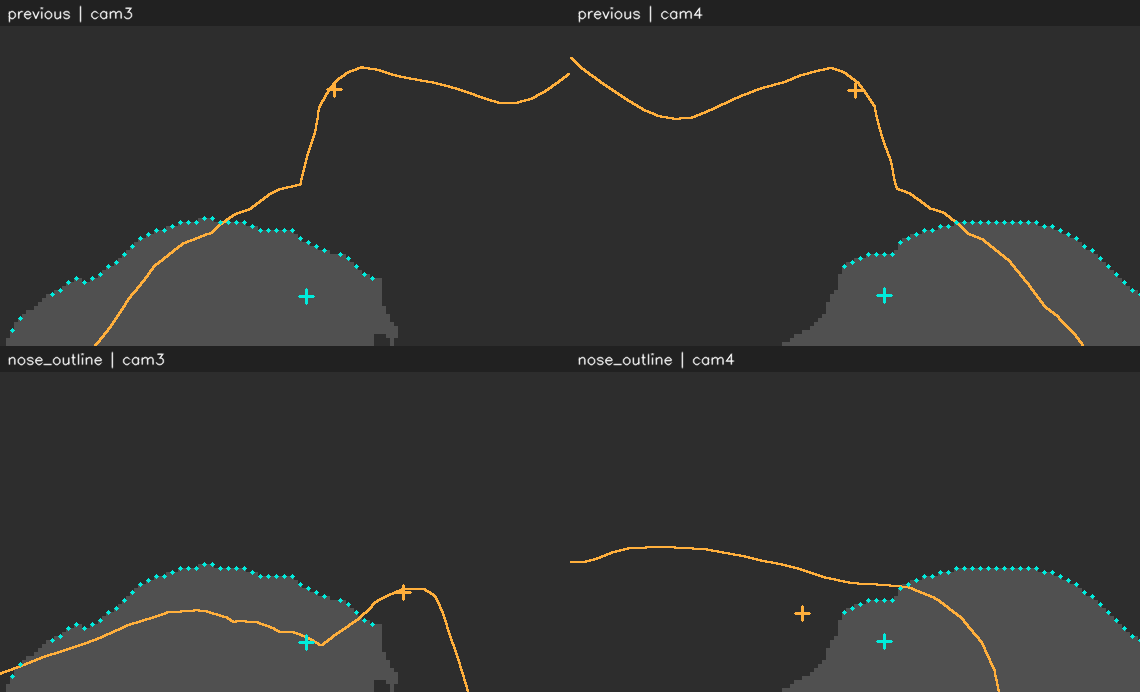 previous | cam3
previous | cam4
nose_outline | cam3
nose_outline | cam4